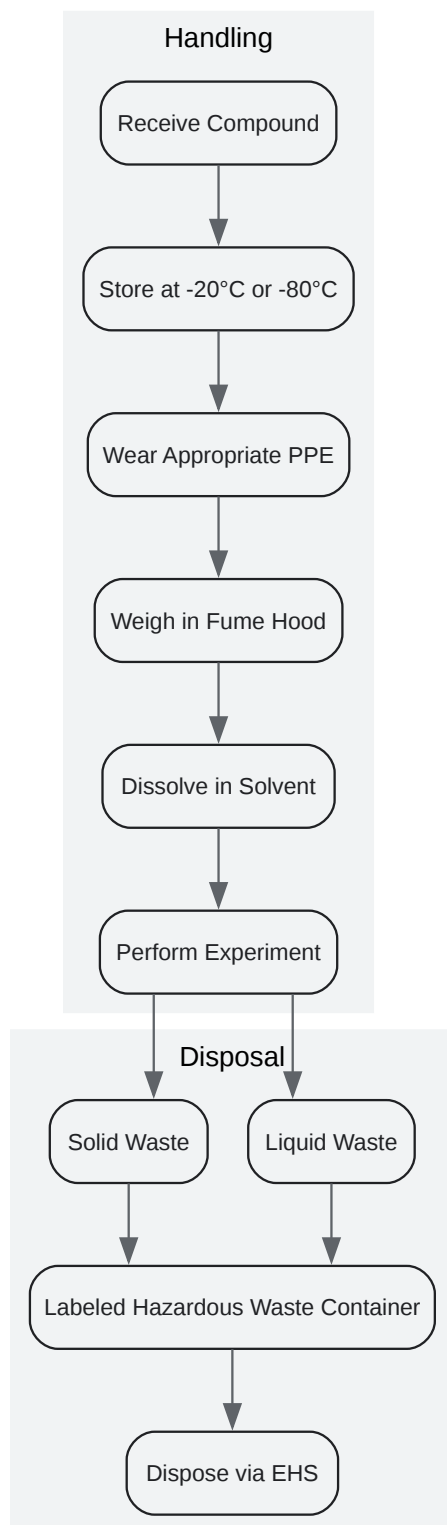 Handling
Receive Compound
Store at -20°C or -80°C
Wear Appropriate PPE
Weigh in Fume Hood
Dissolve in Solvent
Perform Experiment
Disposal
Solid Waste
Liquid Waste
Labeled Hazardous Waste Container
Dispose via EHS